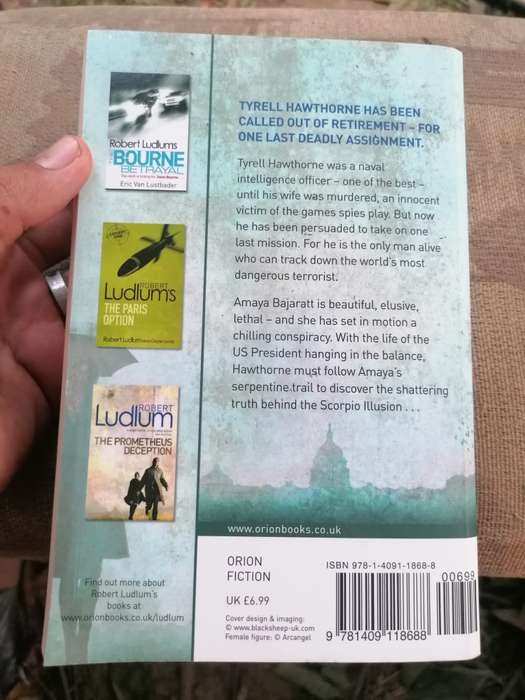 Robert Ludlum's
THE BOURNE
BETRAYAL
Eric Van Lustbader
ROBERT
Ludlum's
THE PARIS
OPTION
ROBERT
Ludlum
THE PROMETHEUS
DECEPTION
Find out more about
Robert Ludlum's
books at
www.orionbooks.co.uk/ludlum
TYRELL HAWTHORNE HAS BEEN
CALLED OUT OF RETIREMENT – FOR
ONE LAST DEADLY ASSIGNMENT.
Tyrell Hawthorne was a naval
intelligence officer – one of the best –
until his wife was murdered, an innocent
victim of the games spies play. But now
he has been persuaded to take on one
last mission. For he is the only man alive
who can track down the world's most
dangerous terrorist.
Amaya Bajaratt is beautiful, elusive,
lethal – and she has set in motion a
chilling conspiracy. With the life of the
US President hanging in the balance,
Hawthorne must follow Amaya's
serpentine trail to discover the shattering
truth behind the Scorpio Illusion . . .
www.orionbooks.co.uk
ORION
FICTION
UK £6.99
Cover design & imaging:
© www.blacksheep-uk.com
Female figure: © Arcangel
ISBN 978-1-4091-1868-8
00699
9 781409 118688